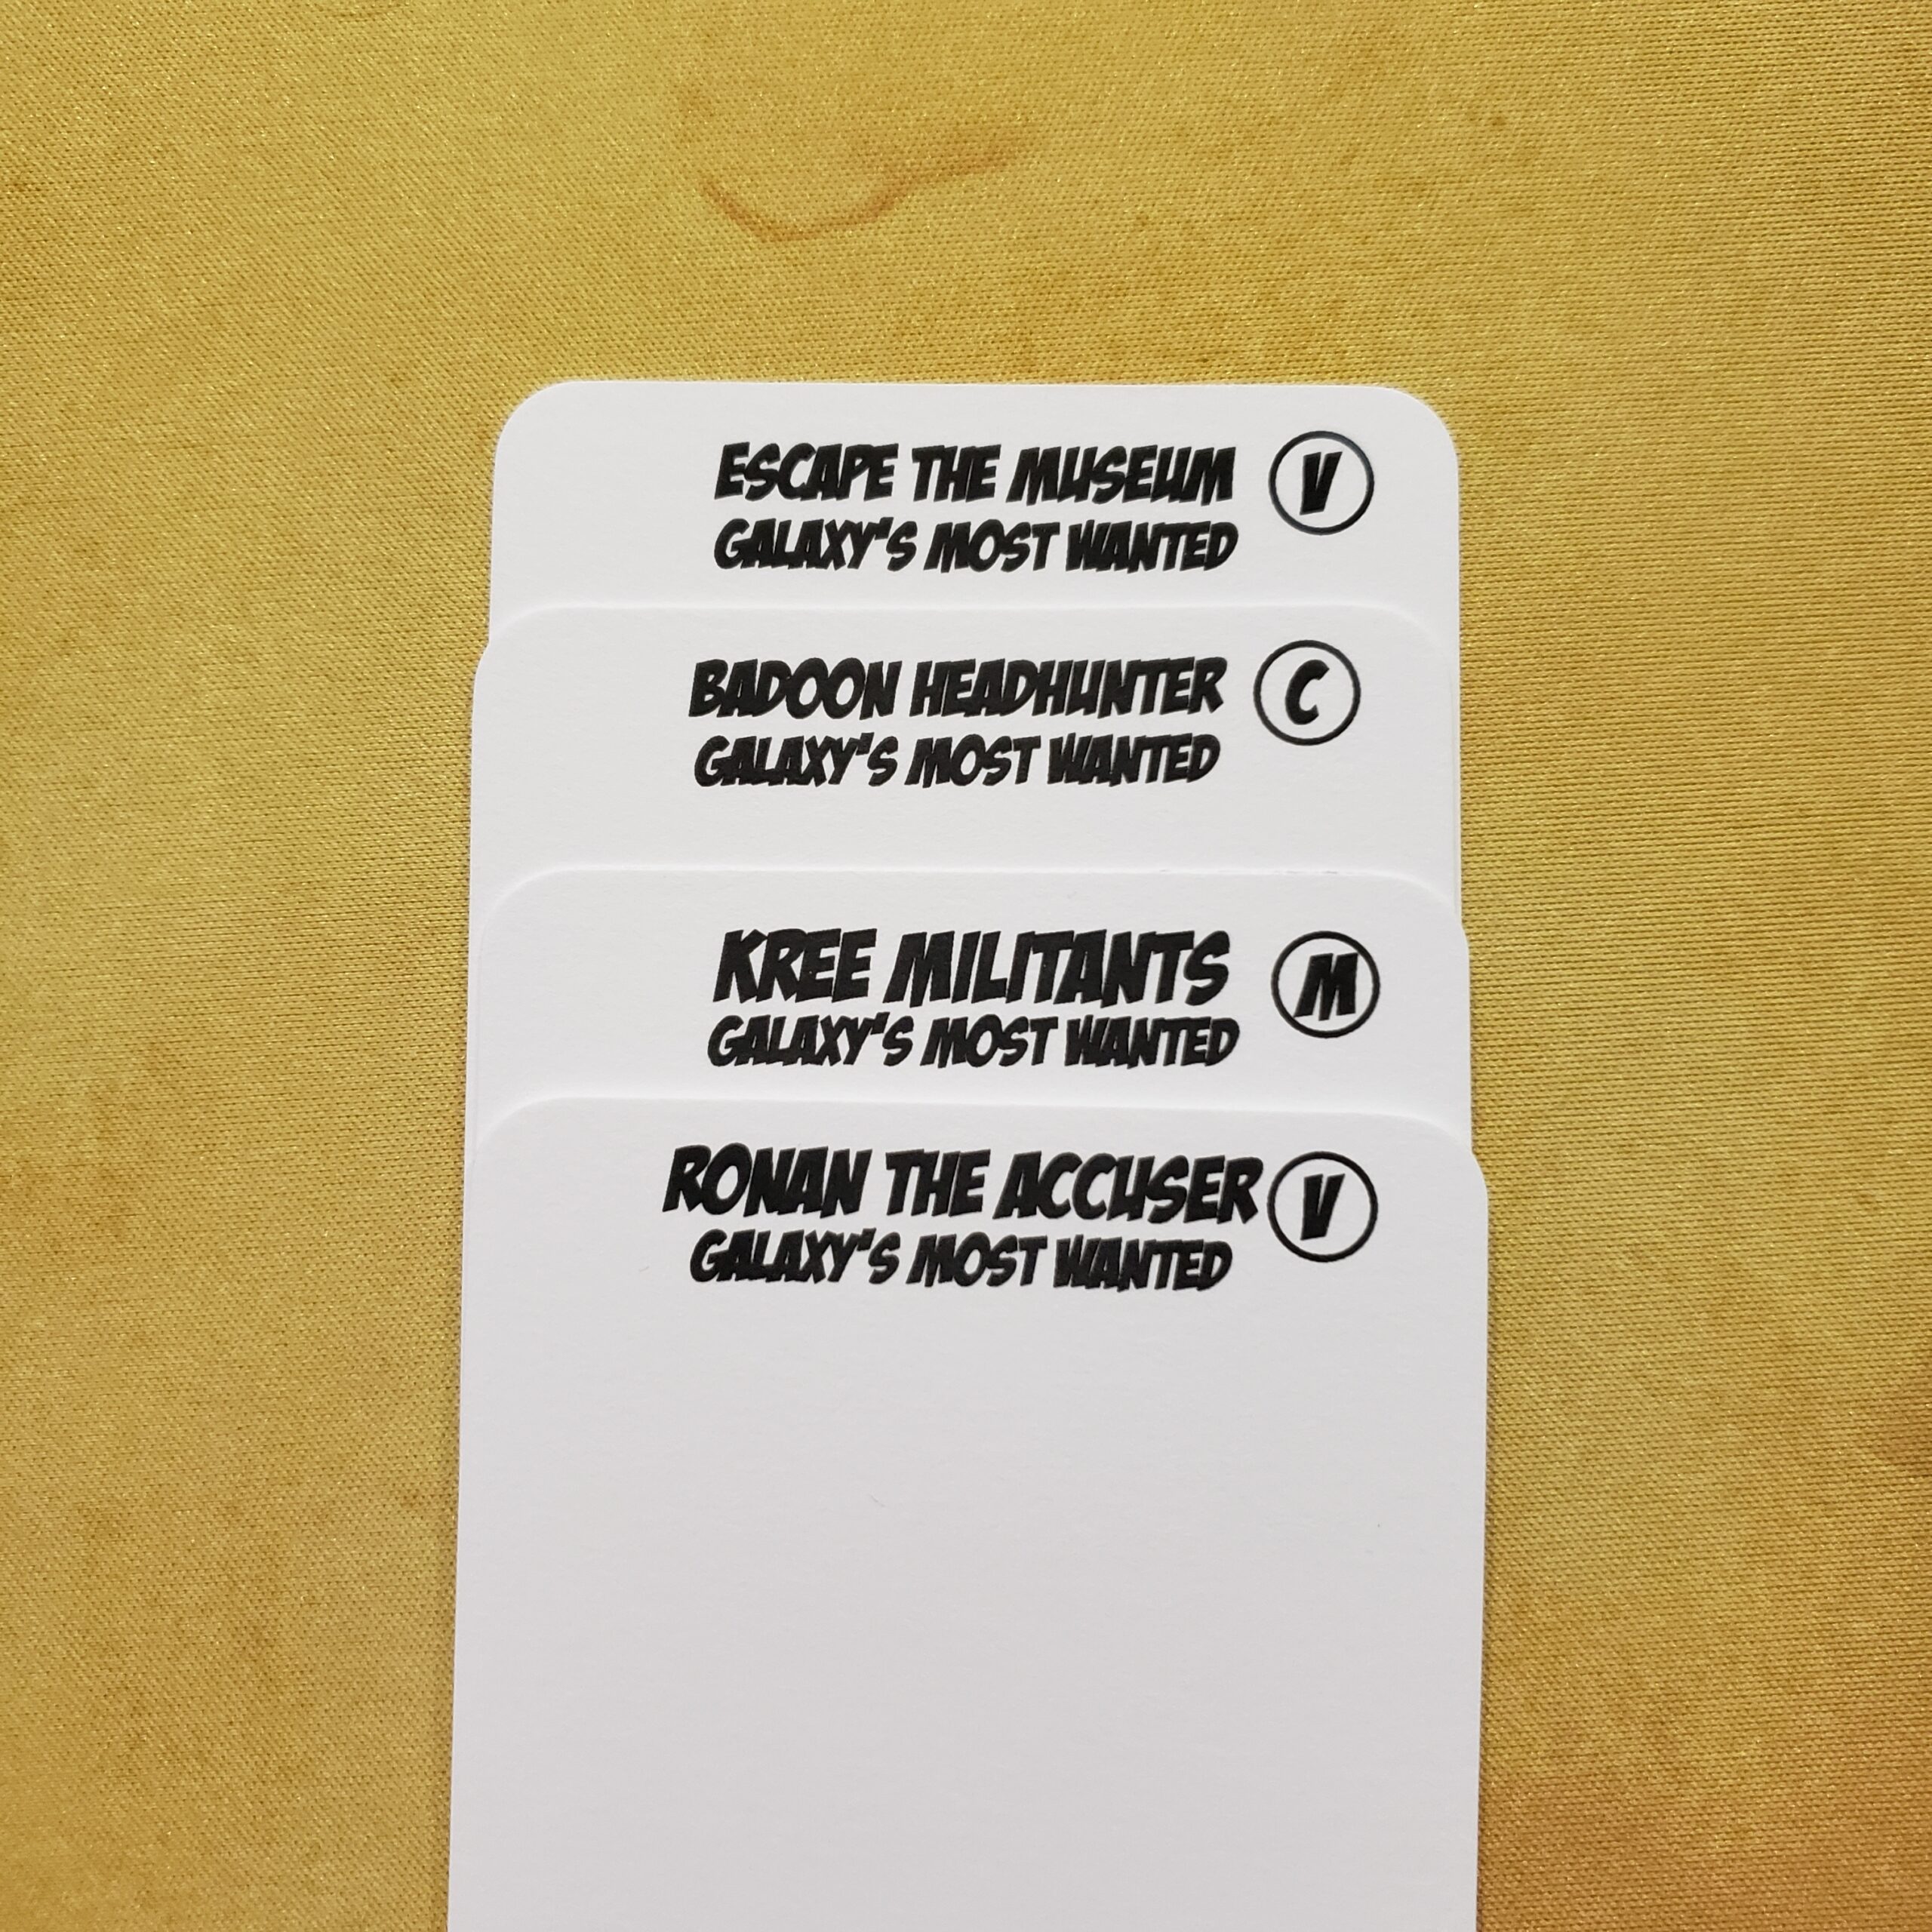 ESCAPE THE MUSEUM V
GALAXY'S MOST WANTED
BADOON HEADHUNTER C
GALAXY'S MOST WANTED
KREE MILITANTS M
GALAXY'S MOST WANTED
RONAN THE ACCUSER V
GALAXY'S MOST WANTED